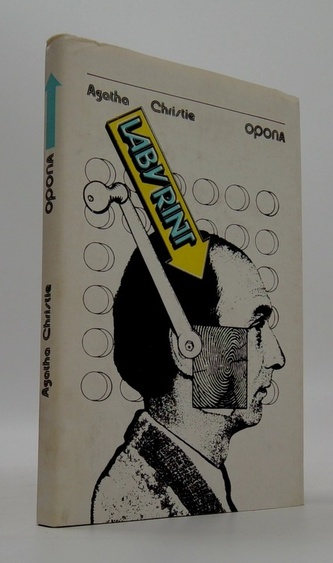 Agatha Christie
OPONA
LABYRINT
OPONA
Agatha Christie